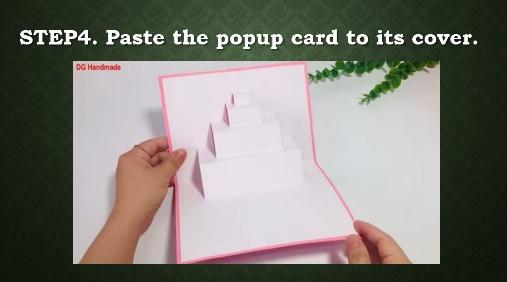 STEP4. Paste the popup card to its cover.
DG Handmade